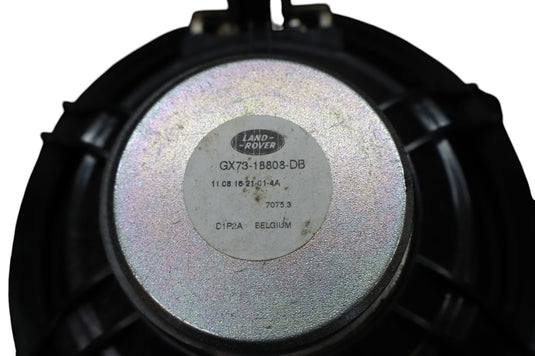 LAND-
-ROVER
GX73-18808-DB
11.08.16-21-01-4A
7075.3
D1P2A BELGIUM